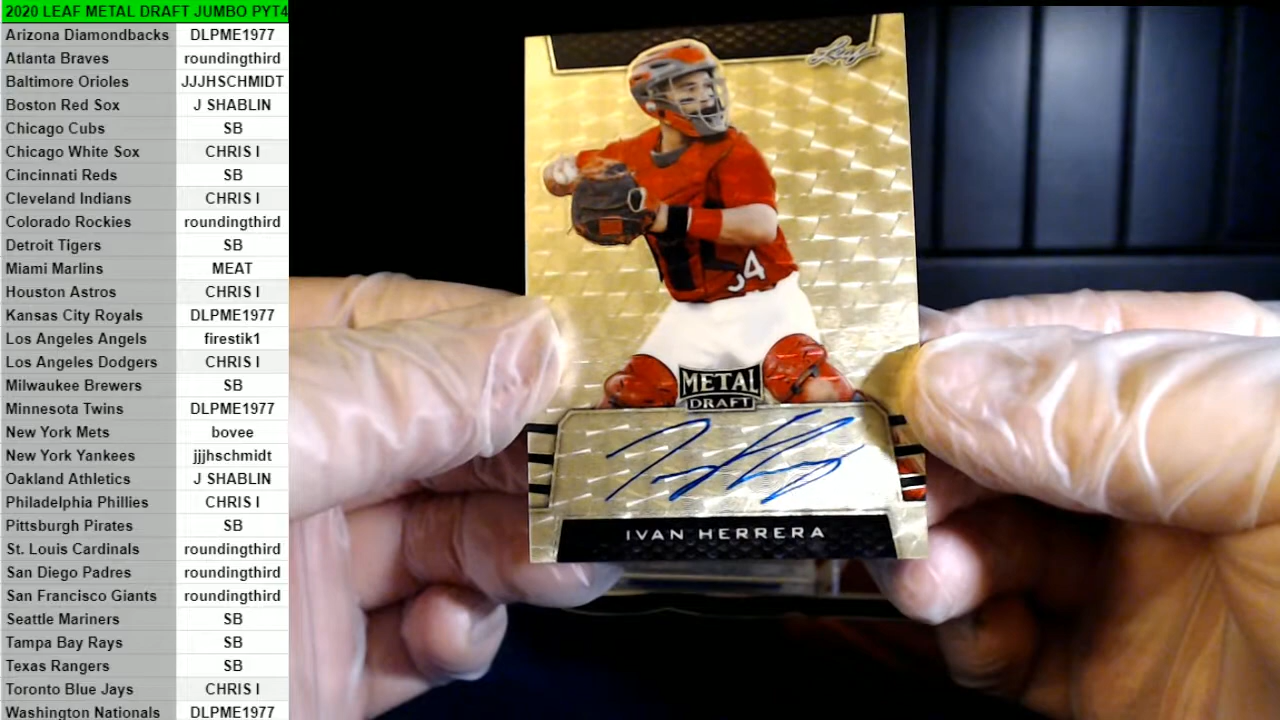 2020 LEAF METAL DRAFT JUMBO PYT4
Arizona Diamondbacks DLPME1977
Atlanta Braves roundingthird
Baltimore Orioles JJJHSCHMIDT
Boston Red Sox J SHABLIN
Chicago Cubs SB
Chicago White Sox CHRIS I
Cincinnati Reds SB
Cleveland Indians CHRIS I
Colorado Rockies roundingthird
Detroit Tigers SB
Miami Marlins MEAT
Houston Astros CHRIS I
Kansas City Royals DLPME1977
Los Angeles Angels firestik1
Los Angeles Dodgers CHRIS I
Milwaukee Brewers SB
Minnesota Twins DLPME1977
New York Mets bovee
New York Yankees jjjhschmidt
Oakland Athletics J SHABLIN
Philadelphia Phillies CHRIS I
Pittsburgh Pirates SB
St. Louis Cardinals roundingthird
San Diego Padres roundingthird
San Francisco Giants roundingthird
Seattle Mariners SB
Tampa Bay Rays SB
Texas Rangers SB
Toronto Blue Jays CHRIS I
Washington Nationals DLPME1977
Leaf
34
METAL
DRAFT
IVAN HERRERA